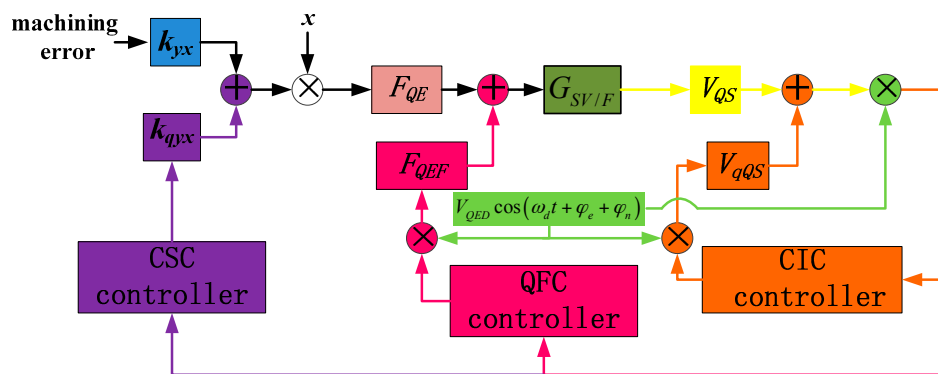 machining
error
k_yx
x
+
×
F_QE
+
G_SV/F
V_QS
+
×
k_qyx
F_QEF
V_qQS
V_QED cos(ω_d t + φ_e + φ_n)
×
×
CSC
controller
QFC
controller
CIC
controller